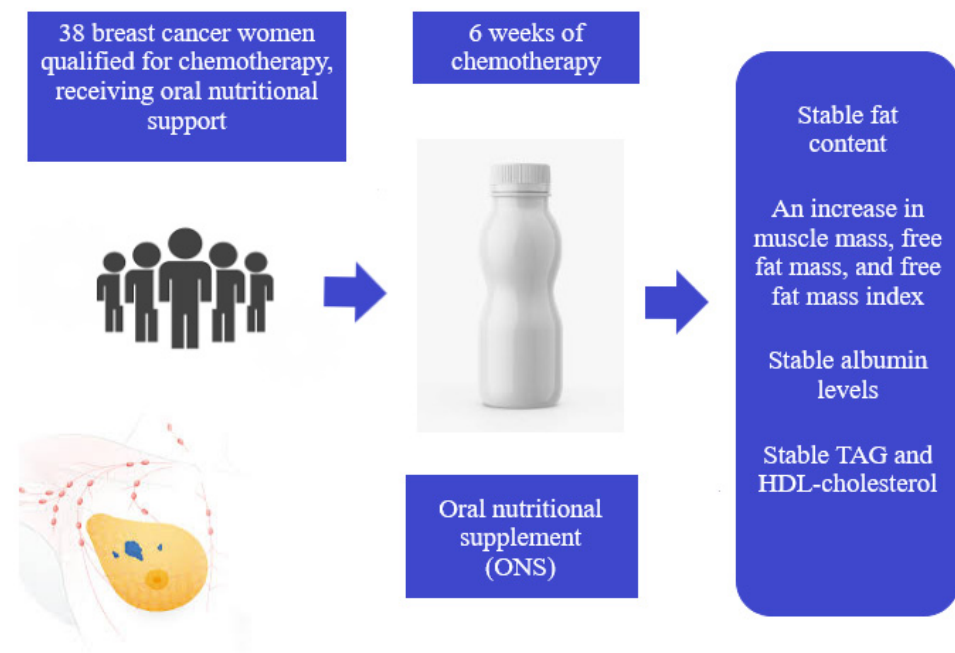 38 breast cancer women
qualified for chemotherapy,
receiving oral nutritional
support
6 weeks of
chemotherapy
Oral nutritional
supplement
(ONS)
Stable fat
content
An increase in
muscle mass, free
fat mass, and free
fat mass index
Stable albumin
levels
Stable TAG and
HDL-cholesterol